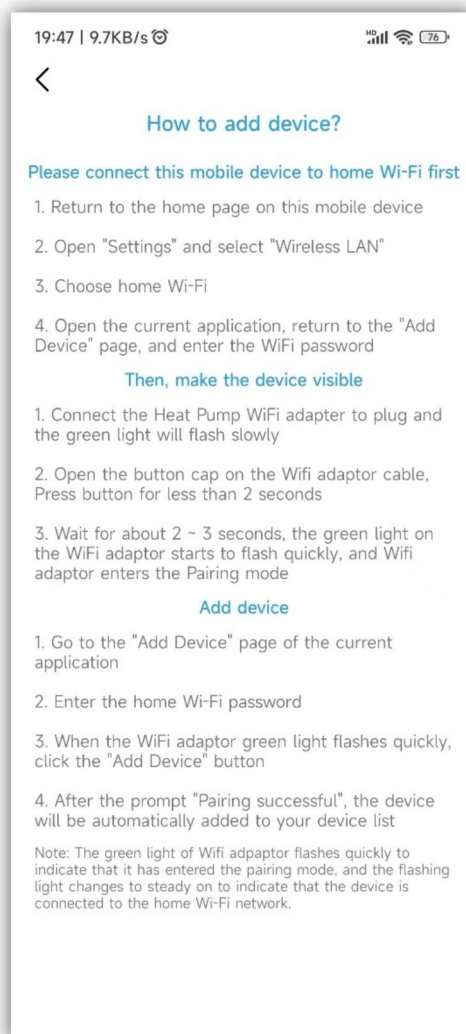 19:47 | 9.7KB/s
HD
76
How to add device?
Please connect this mobile device to home Wi-Fi first
1. Return to the home page on this mobile device
2. Open "Settings" and select "Wireless LAN"
3. Choose home Wi-Fi
4. Open the current application, return to the "Add
Device" page, and enter the WiFi password
Then, make the device visible
1. Connect the Heat Pump WiFi adapter to plug and
the green light will flash slowly
2. Open the button cap on the Wifi adaptor cable,
Press button for less than 2 seconds
3. Wait for about 2 ~ 3 seconds, the green light on
the WiFi adaptor starts to flash quickly, and Wifi
adaptor enters the Pairing mode
Add device
1. Go to the "Add Device" page of the current
application
2. Enter the home Wi-Fi password
3. When the WiFi adaptor green light flashes quickly,
click the "Add Device" button
4. After the prompt "Pairing successful", the device
will be automatically added to your device list
Note: The green light of Wifi adpaptor flashes quickly to
indicate that it has entered the pairing mode, and the flashing
light changes to steady on to indicate that the device is
connected to the home Wi-Fi network.